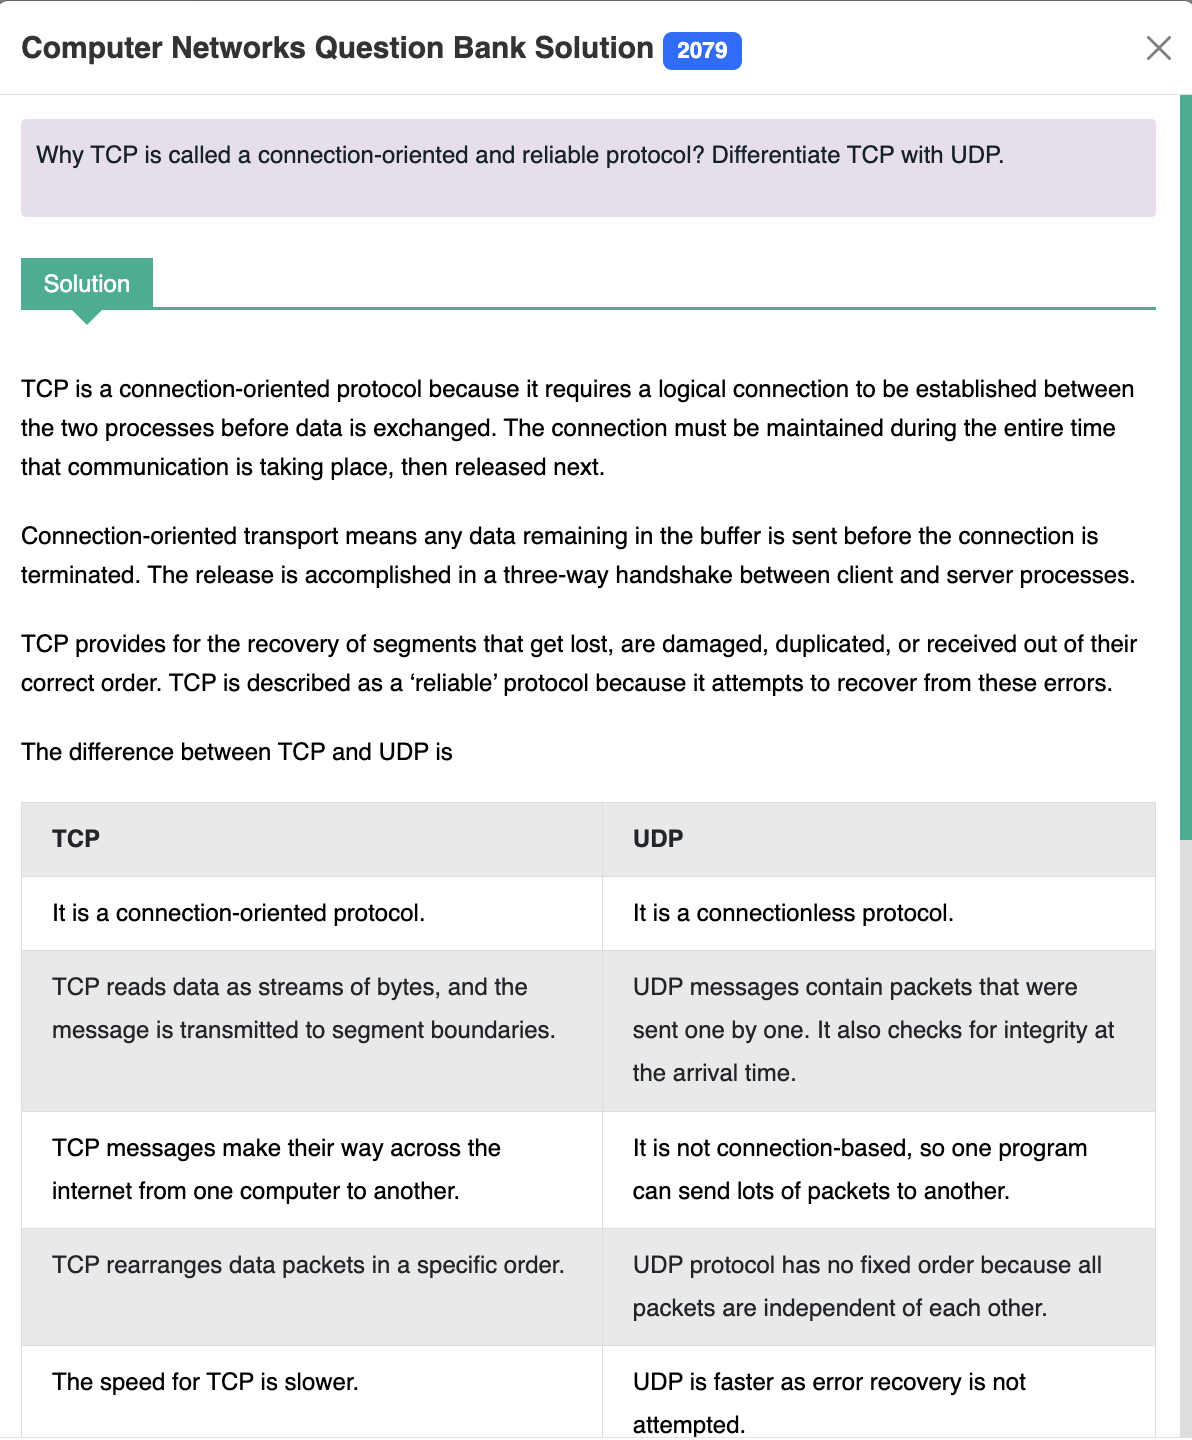 Computer Networks Question Bank Solution 2079
Why TCP is called a connection-oriented and reliable protocol? Differentiate TCP with UDP.
Solution
TCP is a connection-oriented protocol because it requires a logical connection to be established between
the two processes before data is exchanged. The connection must be maintained during the entire time
that communication is taking place, then released next.
Connection-oriented transport means any data remaining in the buffer is sent before the connection is
terminated. The release is accomplished in a three-way handshake between client and server processes.
TCP provides for the recovery of segments that get lost, are damaged, duplicated, or received out of their
correct order. TCP is described as a ‘reliable’ protocol because it attempts to recover from these errors.
The difference between TCP and UDP is
TCP
UDP
It is a connection-oriented protocol.
It is a connectionless protocol.
TCP reads data as streams of bytes, and the
message is transmitted to segment boundaries.
UDP messages contain packets that were
sent one by one. It also checks for integrity at
the arrival time.
TCP messages make their way across the
internet from one computer to another.
It is not connection-based, so one program
can send lots of packets to another.
TCP rearranges data packets in a specific order.
UDP protocol has no fixed order because all
packets are independent of each other.
The speed for TCP is slower.
UDP is faster as error recovery is not
attempted.